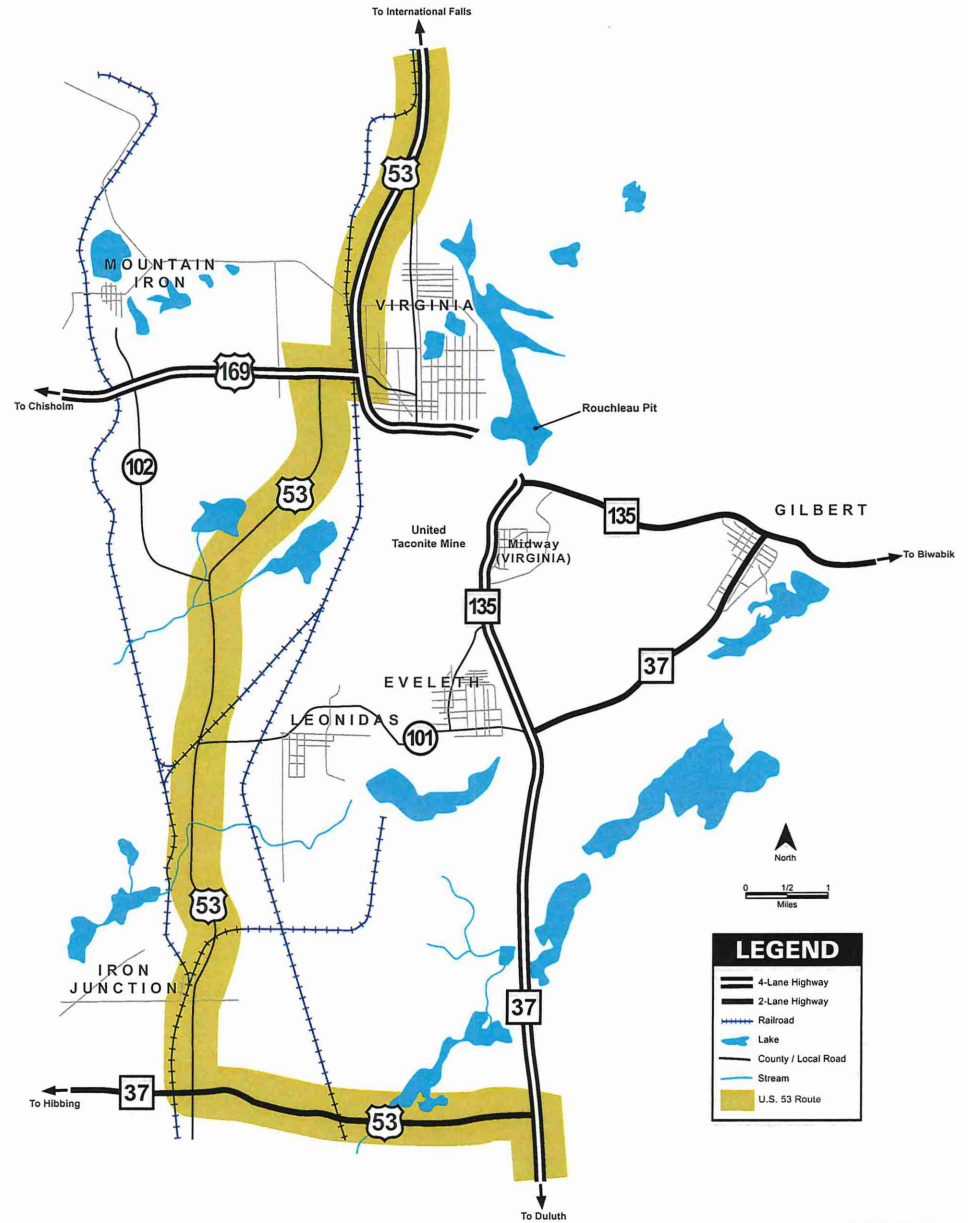 To International Falls
53
MOUNTAIN
IRON
VIRGINIA
169
To Chisholm
Rouchleau Pit
102
53
United
Taconite Mine
Midway
(VIRGINIA)
135
GILBERT
To Biwabik
135
37
EVELETH
LEONIDAS
101
North
0 1/2 1
Miles
53
IRON
JUNCTION
37
LEGEND
4-Lane Highway
2-Lane Highway
Railroad
Lake
County / Local Road
Stream
U.S. 53 Route
37
To Hibbing
53
To Duluth